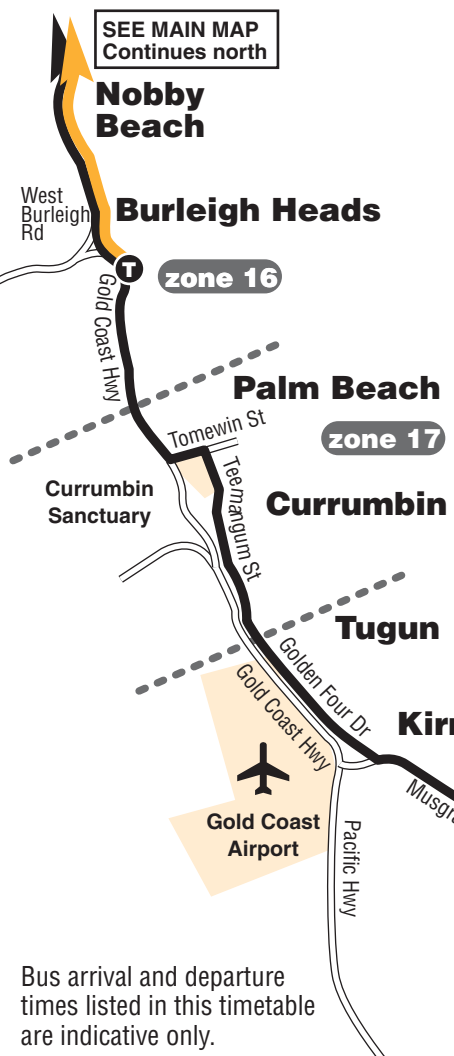 SEE MAIN MAP
Continues north
Nobby
Beach
West
Burleigh
Rd
Burleigh Heads
T
zone 16
Gold Coast Hwy
Palm Beach
Tomewin St
zone 17
Currumbin
Sanctuary
Teemangum St
Currumbin
Tugun
Golden Four Dr
Gold Coast Hwy
Kirr
Musgra
Gold Coast
Airport
Pacific Hwy
Bus arrival and departure
times listed in this timetable
are indicative only.